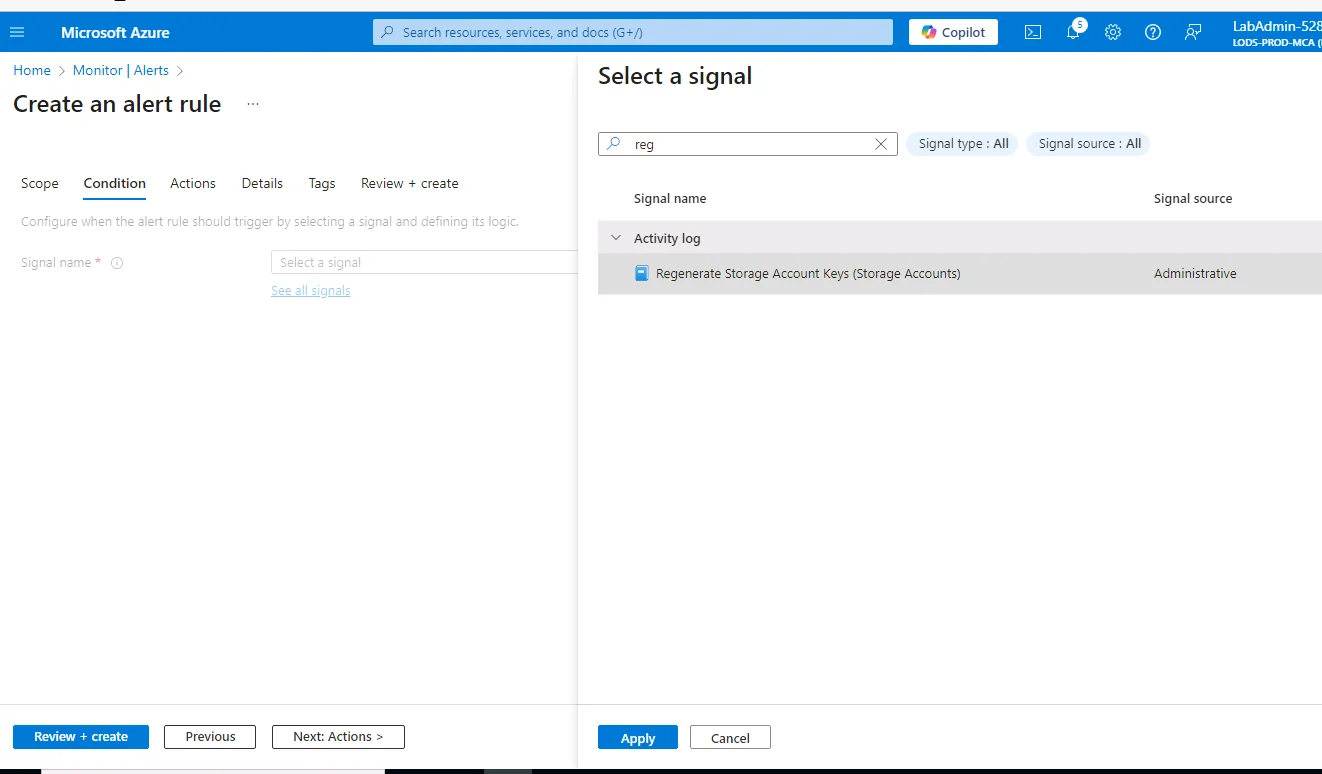 Microsoft Azure
Search resources, services, and docs (G+/)
Copilot
5
LabAdmin-528
LODS-PROD-MCA (
Home > Monitor | Alerts >
Create an alert rule ...
Scope Condition Actions Details Tags Review + create
Configure when the alert rule should trigger by selecting a signal and defining its logic.
Signal name *
Select a signal
See all signals
Review + create
Previous
Next: Actions >
Select a signal
reg
Signal type : All
Signal source : All
Signal name Signal source
Activity log
Regenerate Storage Account Keys (Storage Accounts) Administrative
Apply
Cancel